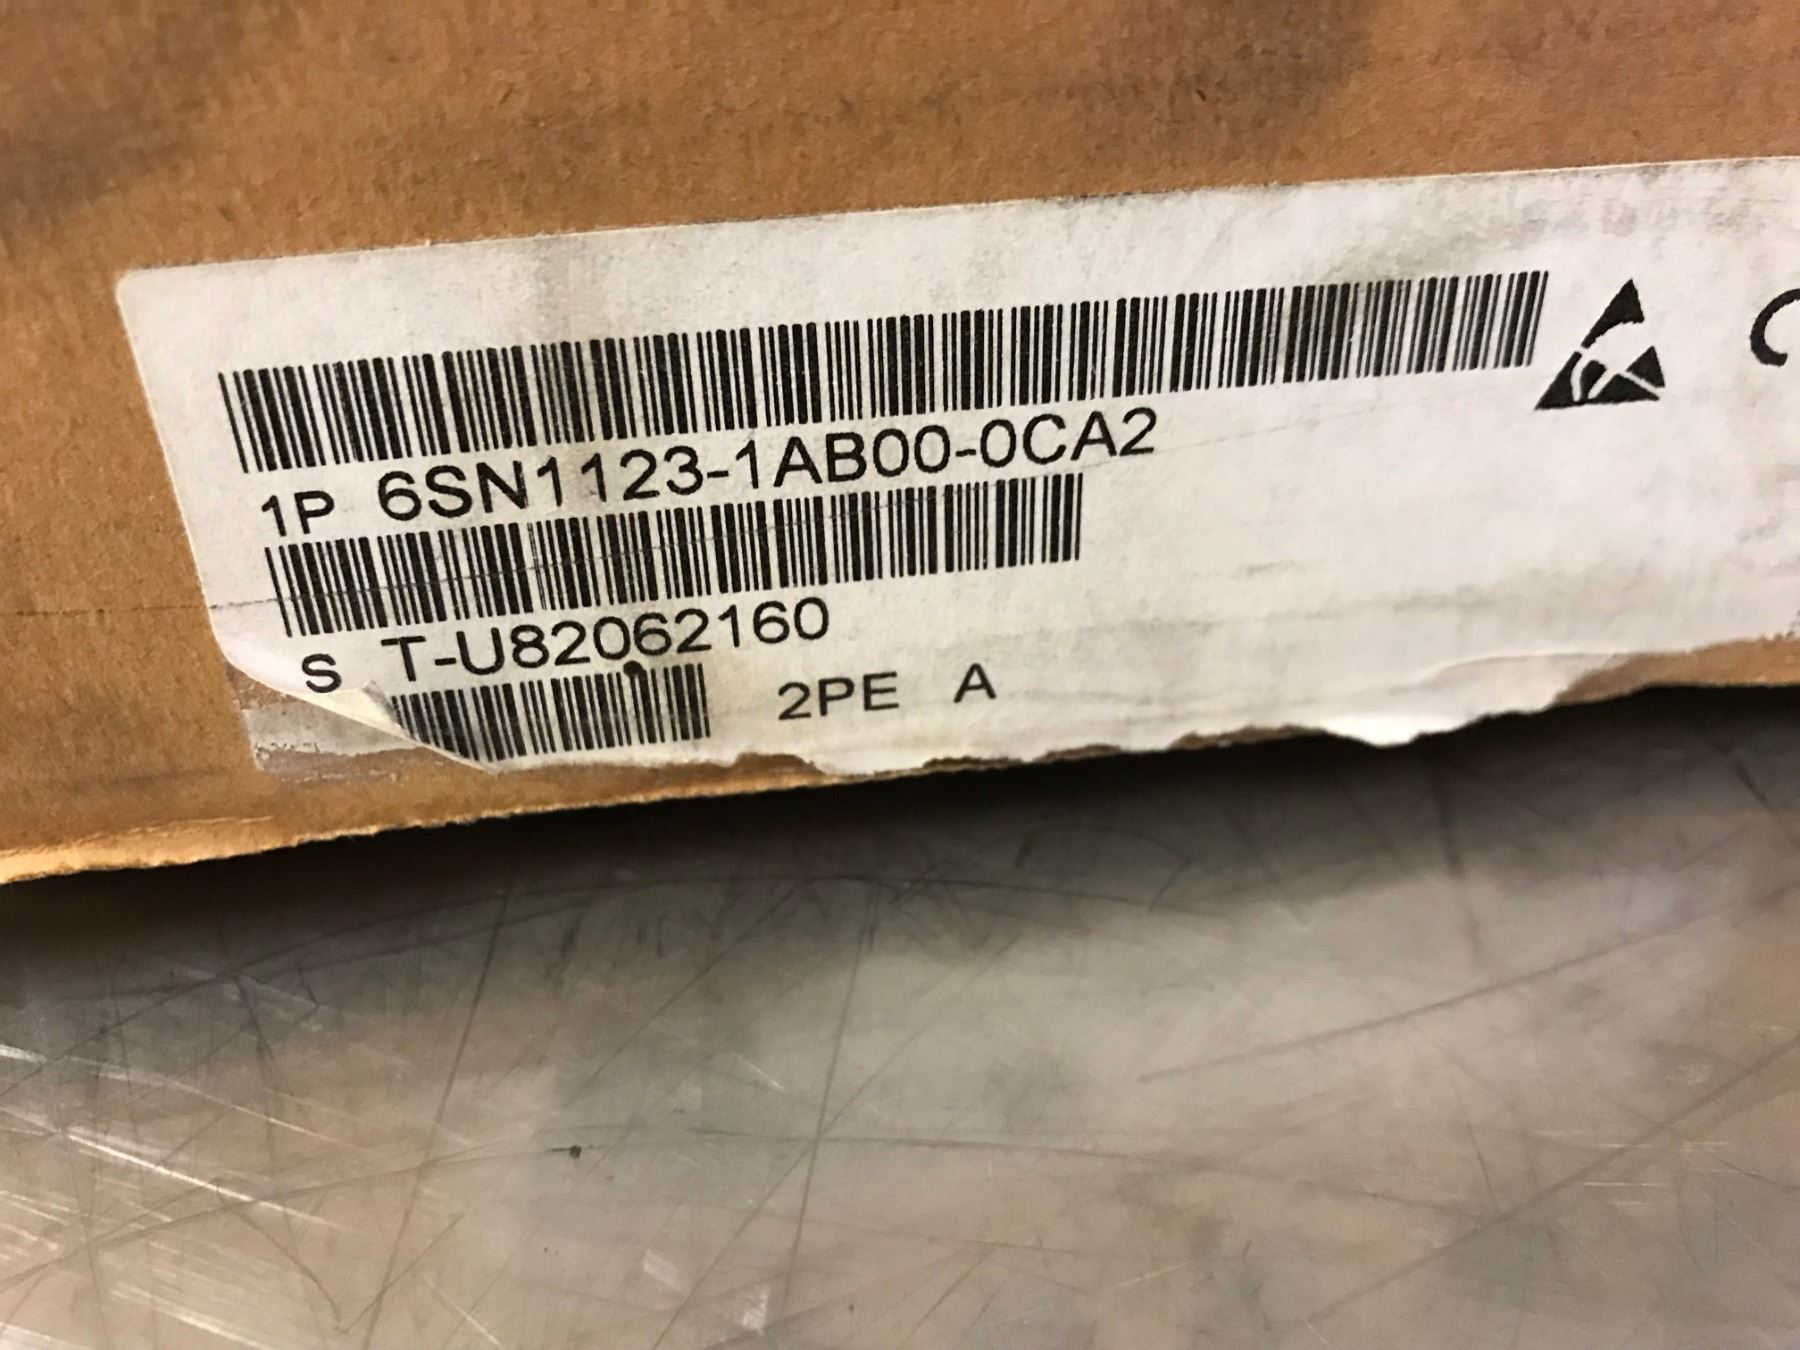 1P 6SN1123-1AB00-0CA2
S T-U82062160
2PE A